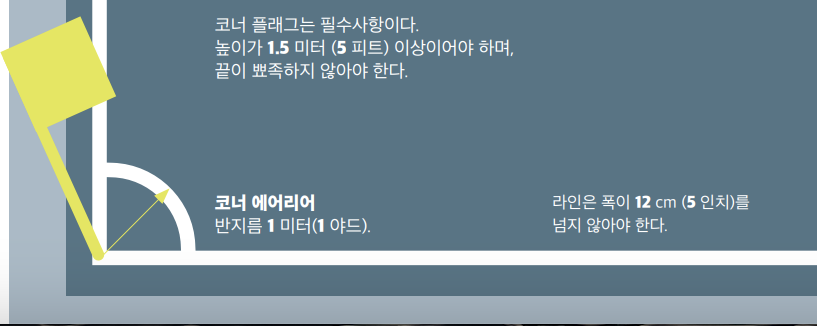 코너 플래그는 필수사항이다.
높이가 1.5 미터 (5 피트) 이상이어야 하며,
끝이 뾰족하지 않아야 한다.
코너 에어리어
반지름 1 미터(1 야드).
라인은 폭이 12 cm (5 인치)를
넘지 않아야 한다.